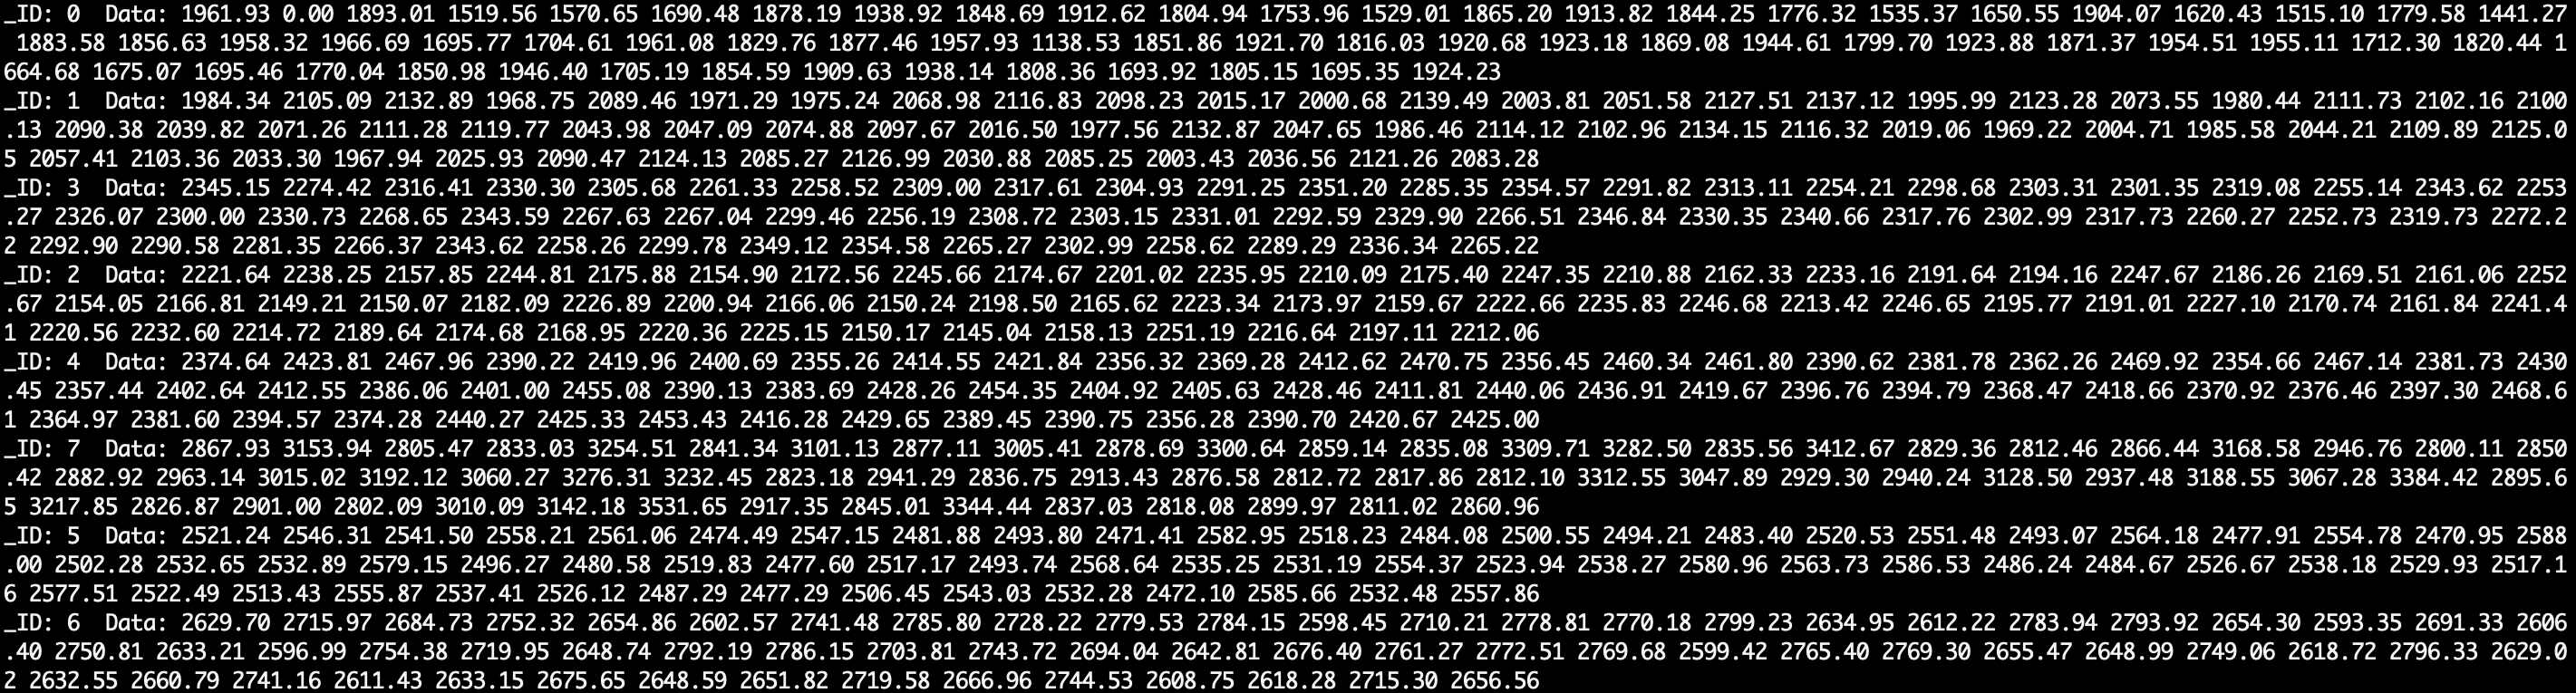 _ID: 0  Data: 1961.93 0.00 1893.01 1519.56 1570.65 1690.48 1878.19 1938.92 1848.69 1912.62 1804.94 1753.96 1529.01 1865.20 1913.82 1844.25 1776.32 1535.37 1650.55 1904.07 1620.43 1515.10 1779.58 1441.27
 1883.58 1856.63 1958.32 1966.69 1695.77 1704.61 1961.08 1829.76 1877.46 1957.93 1138.53 1851.86 1921.70 1816.03 1920.68 1923.18 1869.08 1944.61 1799.70 1923.88 1871.37 1954.51 1955.11 1712.30 1820.44 1
664.68 1675.07 1695.46 1770.04 1850.98 1946.40 1705.19 1854.59 1909.63 1938.14 1808.36 1693.92 1805.15 1695.35 1924.23
_ID: 1  Data: 1984.34 2105.09 2132.89 1968.75 2089.46 1971.29 1975.24 2068.98 2116.83 2098.23 2015.17 2000.68 2139.49 2003.81 2051.58 2127.51 2137.12 1995.99 2123.28 2073.55 1980.44 2111.73 2102.16 2100
.13 2090.38 2039.82 2071.26 2111.28 2119.77 2043.98 2047.09 2074.88 2097.67 2016.50 1977.56 2132.87 2047.65 1986.46 2114.12 2102.96 2134.15 2116.32 2019.06 1969.22 2004.71 1985.58 2044.21 2109.89 2125.0
5 2057.41 2103.36 2033.30 1967.94 2025.93 2090.47 2124.13 2085.27 2126.99 2030.88 2085.25 2003.43 2036.56 2121.26 2083.28
_ID: 3  Data: 2345.15 2274.42 2316.41 2330.30 2305.68 2261.33 2258.52 2309.00 2317.61 2304.93 2291.25 2351.20 2285.35 2354.57 2291.82 2313.11 2254.21 2298.68 2303.31 2301.35 2319.08 2255.14 2343.62 2253
.27 2326.07 2300.00 2330.73 2268.65 2343.59 2267.63 2267.04 2299.46 2256.19 2308.72 2303.15 2331.01 2292.59 2329.90 2266.51 2346.84 2330.35 2340.66 2317.76 2302.99 2317.73 2260.27 2252.73 2319.73 2272.2
2 2292.90 2290.58 2281.35 2266.37 2343.62 2258.26 2299.78 2349.12 2354.58 2265.27 2302.99 2258.62 2289.29 2336.34 2265.22
_ID: 2  Data: 2221.64 2238.25 2157.85 2244.81 2175.88 2154.90 2172.56 2245.66 2174.67 2201.02 2235.95 2210.09 2175.40 2247.35 2210.88 2162.33 2233.16 2191.64 2194.16 2247.67 2186.26 2169.51 2161.06 2252
.67 2154.05 2166.81 2149.21 2150.07 2182.09 2226.89 2200.94 2166.06 2150.24 2198.50 2165.62 2223.34 2173.97 2159.67 2222.66 2235.83 2246.68 2213.42 2246.65 2195.77 2191.01 2227.10 2170.74 2161.84 2241.4
1 2220.56 2232.60 2214.72 2189.64 2174.68 2168.95 2220.36 2225.15 2150.17 2145.04 2158.13 2251.19 2216.64 2197.11 2212.06
_ID: 4  Data: 2374.64 2423.81 2467.96 2390.22 2419.96 2400.69 2355.26 2414.55 2421.84 2356.32 2369.28 2412.62 2470.75 2356.45 2460.34 2461.80 2390.62 2381.78 2362.26 2469.92 2354.66 2467.14 2381.73 2430
.45 2357.44 2402.64 2412.55 2386.06 2401.00 2455.08 2390.13 2383.69 2428.26 2454.35 2404.92 2405.63 2428.46 2411.81 2440.06 2436.91 2419.67 2396.76 2394.79 2368.47 2418.66 2370.92 2376.46 2397.30 2468.6
1 2364.97 2381.60 2394.57 2374.28 2440.27 2425.33 2453.43 2416.28 2429.65 2389.45 2390.75 2356.28 2390.70 2420.67 2425.00
_ID: 7  Data: 2867.93 3153.94 2805.47 2833.03 3254.51 2841.34 3101.13 2877.11 3005.41 2878.69 3300.64 2859.14 2835.08 3309.71 3282.50 2835.56 3412.67 2829.36 2812.46 2866.44 3168.58 2946.76 2800.11 2850
.42 2882.92 2963.14 3015.02 3192.12 3060.27 3276.31 3232.45 2823.18 2941.29 2836.75 2913.43 2876.58 2812.72 2817.86 2812.10 3312.55 3047.89 2929.30 2940.24 3128.50 2937.48 3188.55 3067.28 3384.42 2895.6
5 3217.85 2826.87 2901.00 2802.09 3010.09 3142.18 3531.65 2917.35 2845.01 3344.44 2837.03 2818.08 2899.97 2811.02 2860.96
_ID: 5  Data: 2521.24 2546.31 2541.50 2558.21 2561.06 2474.49 2547.15 2481.88 2493.80 2471.41 2582.95 2518.23 2484.08 2500.55 2494.21 2483.40 2520.53 2551.48 2493.07 2564.18 2477.91 2554.78 2470.95 2588
.00 2502.28 2532.65 2532.89 2579.15 2496.27 2480.58 2519.83 2477.60 2517.17 2493.74 2568.64 2535.25 2531.19 2554.37 2523.94 2538.27 2580.96 2563.73 2586.53 2486.24 2484.67 2526.67 2538.18 2529.93 2517.1
6 2577.51 2522.49 2513.43 2555.87 2537.41 2526.12 2487.29 2477.29 2506.45 2543.03 2532.28 2472.10 2585.66 2532.48 2557.86
_ID: 6  Data: 2629.70 2715.97 2684.73 2752.32 2654.86 2602.57 2741.48 2785.80 2728.22 2779.53 2784.15 2598.45 2710.21 2778.81 2770.18 2799.23 2634.95 2612.22 2783.94 2793.92 2654.30 2593.35 2691.33 2606
.40 2750.81 2633.21 2596.99 2754.38 2719.95 2648.74 2792.19 2786.15 2703.81 2743.72 2694.04 2642.81 2676.40 2761.27 2772.51 2769.68 2599.42 2765.40 2769.30 2655.47 2648.99 2749.06 2618.72 2796.33 2629.0
2 2632.55 2660.79 2741.16 2611.43 2633.15 2675.65 2648.59 2651.82 2719.58 2666.96 2744.53 2608.75 2618.28 2715.30 2656.56